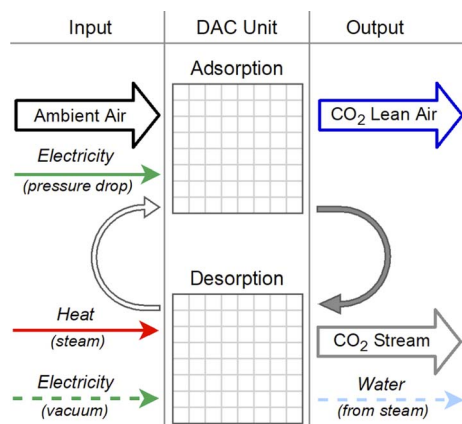 Input
DAC Unit
Output
Adsorption
Ambient Air
CO2 Lean Air
Electricity
(pressure drop)
Desorption
Heat
(steam)
CO2 Stream
Electricity
(vacuum)
Water
(from steam)